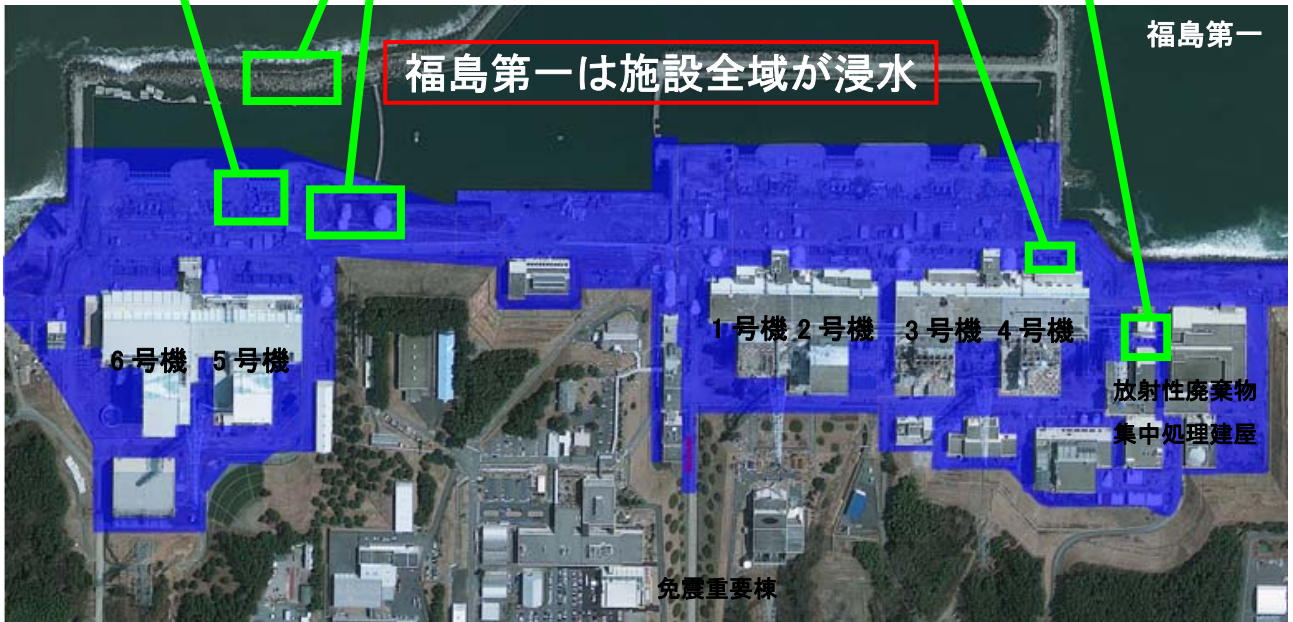 福島第一
福島第一は施設全域が浸水
1号機 2号機 3号機 4号機
6号機 5号機
放射性廃棄物
集中処理建屋
免震重要棟